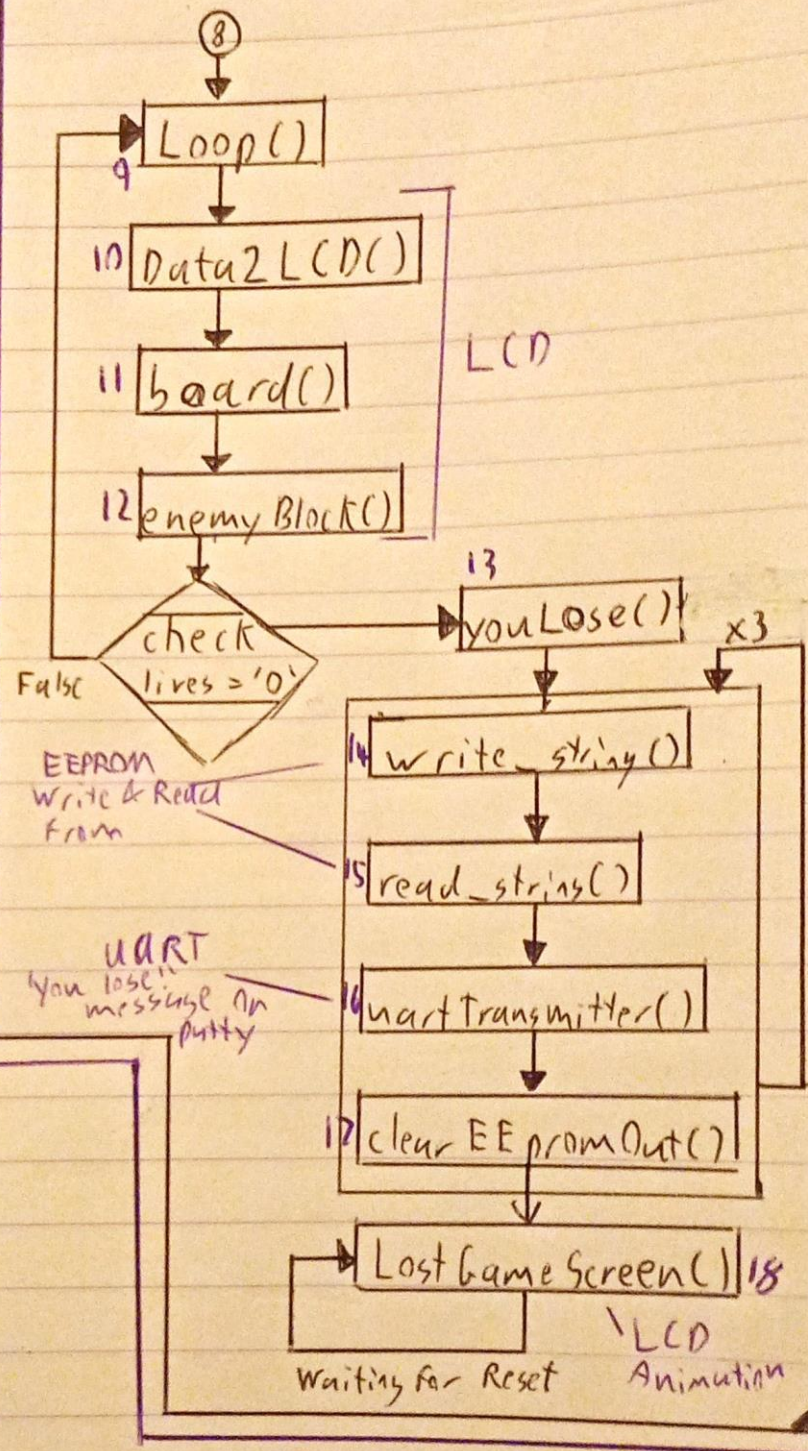 8
Loop()
9
10 Data2LCD()
LCD
11 board()
12 enemyBlock()
13
youLose()
x3
check
lives = '0'
False
14 write_string()
EEPROM
Write & Read
From
15 read_string()
UART
"you lose"
message on
putty
16 uartTransmitter()
17 clearEEpromOut()
LostGameScreen() 18
LCD
Animation
Waiting For Reset